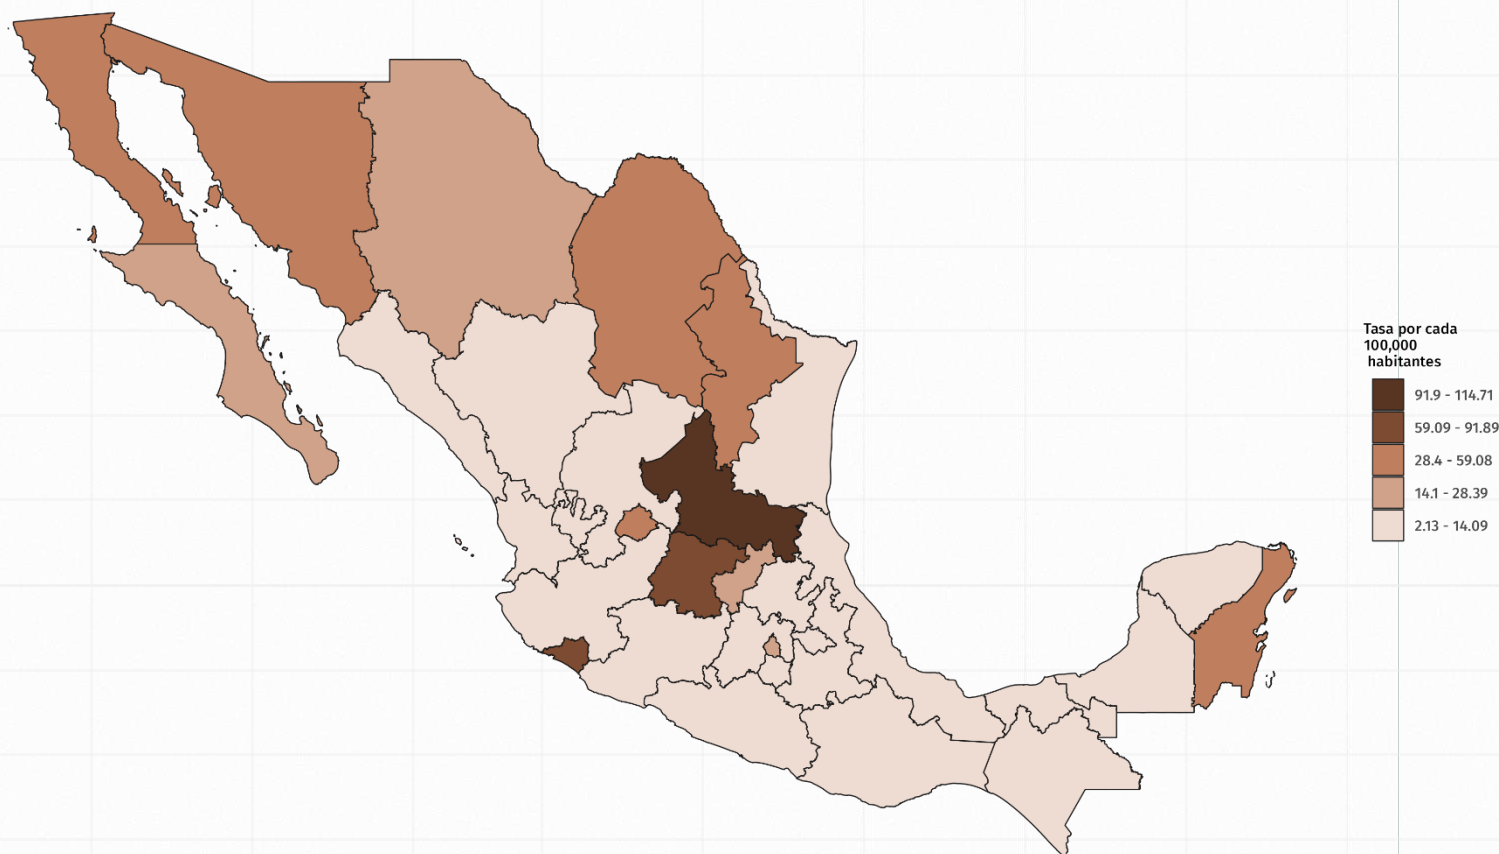 Tasa por cada
100,000
habitantes
91.9 - 114.71
59.09 - 91.89
28.4 - 59.08
14.1 - 28.39
2.13 - 14.09